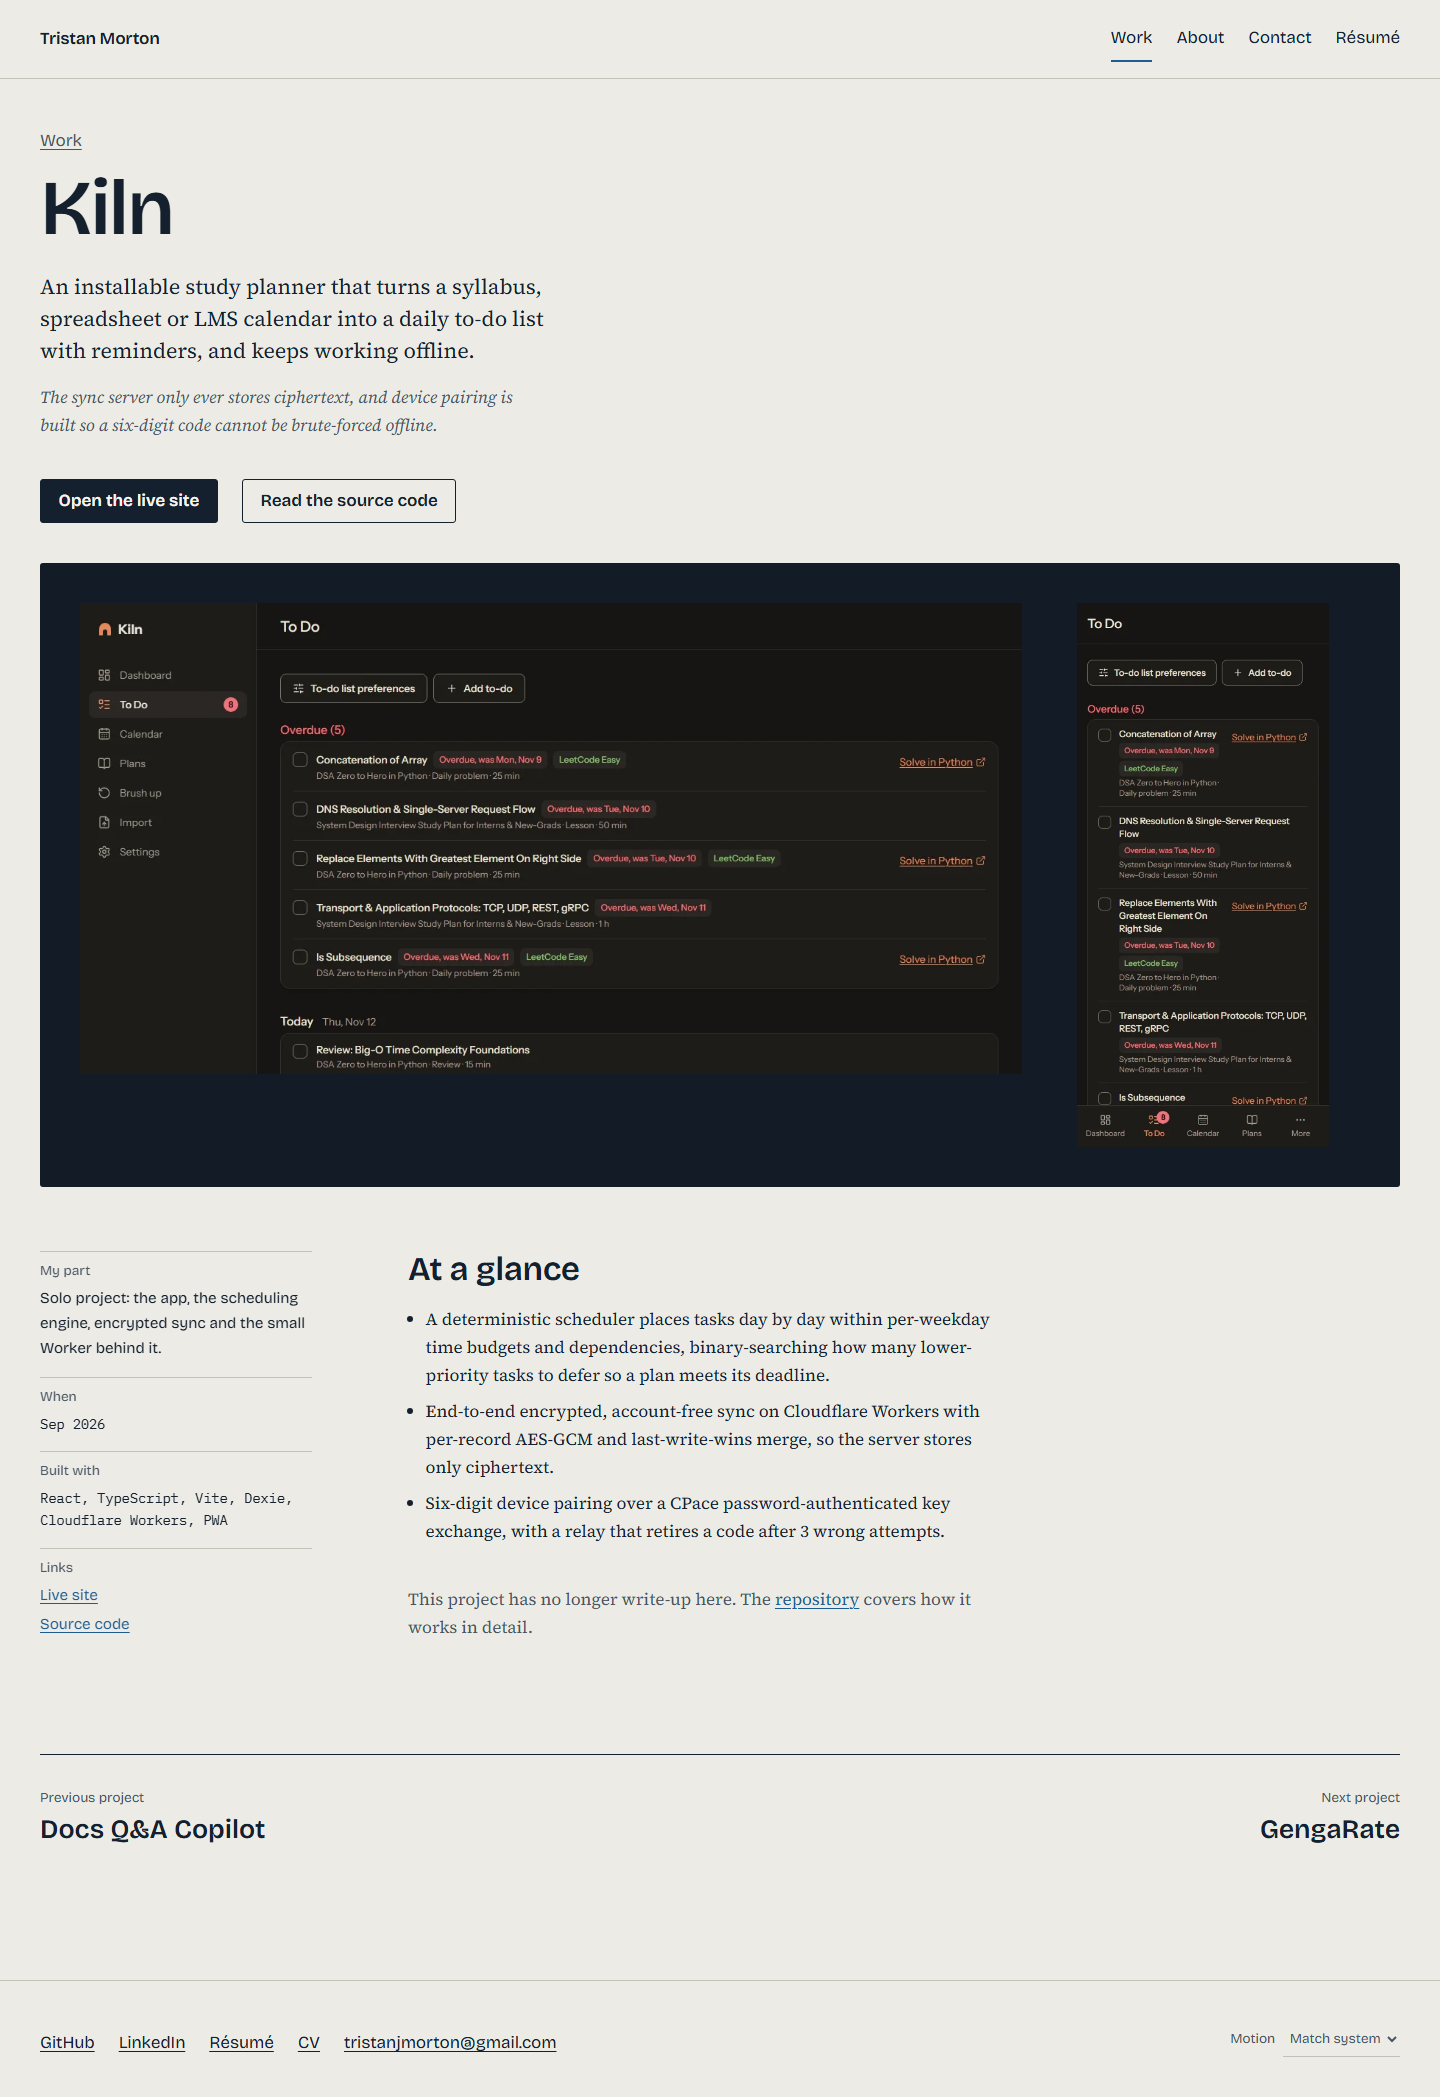 Tristan Morton
Work About Contact Résumé
Work
Kiln
An installable study planner that turns a syllabus,
spreadsheet or LMS calendar into a daily to-do list
with reminders, and keeps working offline.
The sync server only ever stores ciphertext, and device pairing is
built so a six-digit code cannot be brute-forced offline.
Open the live site Read the source code
Kiln
Dashboard
To Do 8
Calendar
Plans
Brush up
Import
Settings
To Do
To-do list preferences Add to-do
Overdue (5)
Concatenation of Array Overdue, was Mon, Nov 9 LeetCode Easy Solve in Python
DSA Zero to Hero in Python · Daily problem · 25 min
DNS Resolution & Single-Server Request Flow Overdue, was Tue, Nov 10
System Design Interview Study Plan for Interns & New-Grads · Lesson · 50 min
Replace Elements With Greatest Element On Right Side Overdue, was Tue, Nov 10 LeetCode Easy Solve in Python
DSA Zero to Hero in Python · Daily problem · 25 min
Transport & Application Protocols: TCP, UDP, REST, gRPC Overdue, was Wed, Nov 11
System Design Interview Study Plan for Interns & New-Grads · Lesson · 1 h
Is Subsequence Overdue, was Wed, Nov 11 LeetCode Easy Solve in Python
DSA Zero to Hero in Python · Daily problem · 25 min
Today Thu, Nov 12
Review: Big-O Time Complexity Foundations
DSA Zero to Hero in Python · Review · 15 min
To Do
To-do list preferences Add to-do
Overdue (5)
Concatenation of Array Solve in Python
Overdue, was Mon, Nov 9
LeetCode Easy
DSA Zero to Hero in Python ·
Daily problem · 25 min
DNS Resolution & Single-Server Request
Flow
Overdue, was Tue, Nov 10
System Design Interview Study Plan for Interns &
New-Grads · Lesson · 50 min
Replace Elements With Solve in Python
Greatest Element On
Right Side
Overdue, was Tue, Nov 10
LeetCode Easy
DSA Zero to Hero in Python ·
Daily problem · 25 min
Transport & Application Protocols: TCP, UDP,
REST, gRPC
Overdue, was Wed, Nov 11
System Design Interview Study Plan for Interns &
New-Grads · Lesson · 1 h
Is Subsequence Solve in Python
8
Dashboard To Do Calendar Plans More
My part
Solo project: the app, the scheduling
engine, encrypted sync and the small
Worker behind it.
When
Sep 2026
Built with
React, TypeScript, Vite, Dexie,
Cloudflare Workers, PWA
Links
Live site
Source code
At a glance
A deterministic scheduler places tasks day by day within per-weekday
time budgets and dependencies, binary-searching how many lower-
priority tasks to defer so a plan meets its deadline.
End-to-end encrypted, account-free sync on Cloudflare Workers with
per-record AES-GCM and last-write-wins merge, so the server stores
only ciphertext.
Six-digit device pairing over a CPace password-authenticated key
exchange, with a relay that retires a code after 3 wrong attempts.
This project has no longer write-up here. The repository covers how it
works in detail.
Previous project
Docs Q&A Copilot
Next project
GengaRate
GitHub LinkedIn Résumé CV tristanjmorton@gmail.com
Motion Match system